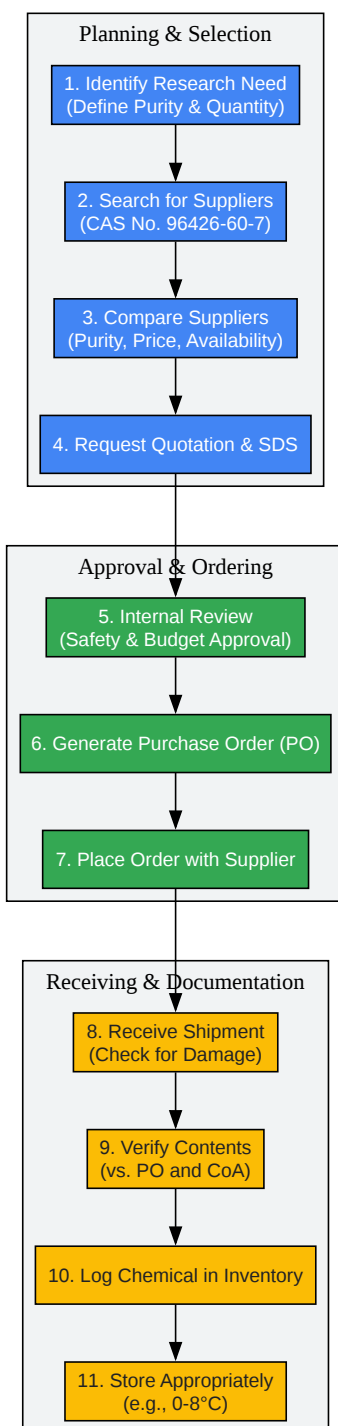 Planning & Selection
1. Identify Research Need
(Define Purity & Quantity)
2. Search for Suppliers
(CAS No. 96426-60-7)
3. Compare Suppliers
(Purity, Price, Availability)
4. Request Quotation & SDS
Approval & Ordering
5. Internal Review
(Safety & Budget Approval)
6. Generate Purchase Order (PO)
7. Place Order with Supplier
Receiving & Documentation
8. Receive Shipment
(Check for Damage)
9. Verify Contents
(vs. PO and CoA)
10. Log Chemical in Inventory
11. Store Appropriately
(e.g., 0-8°C)